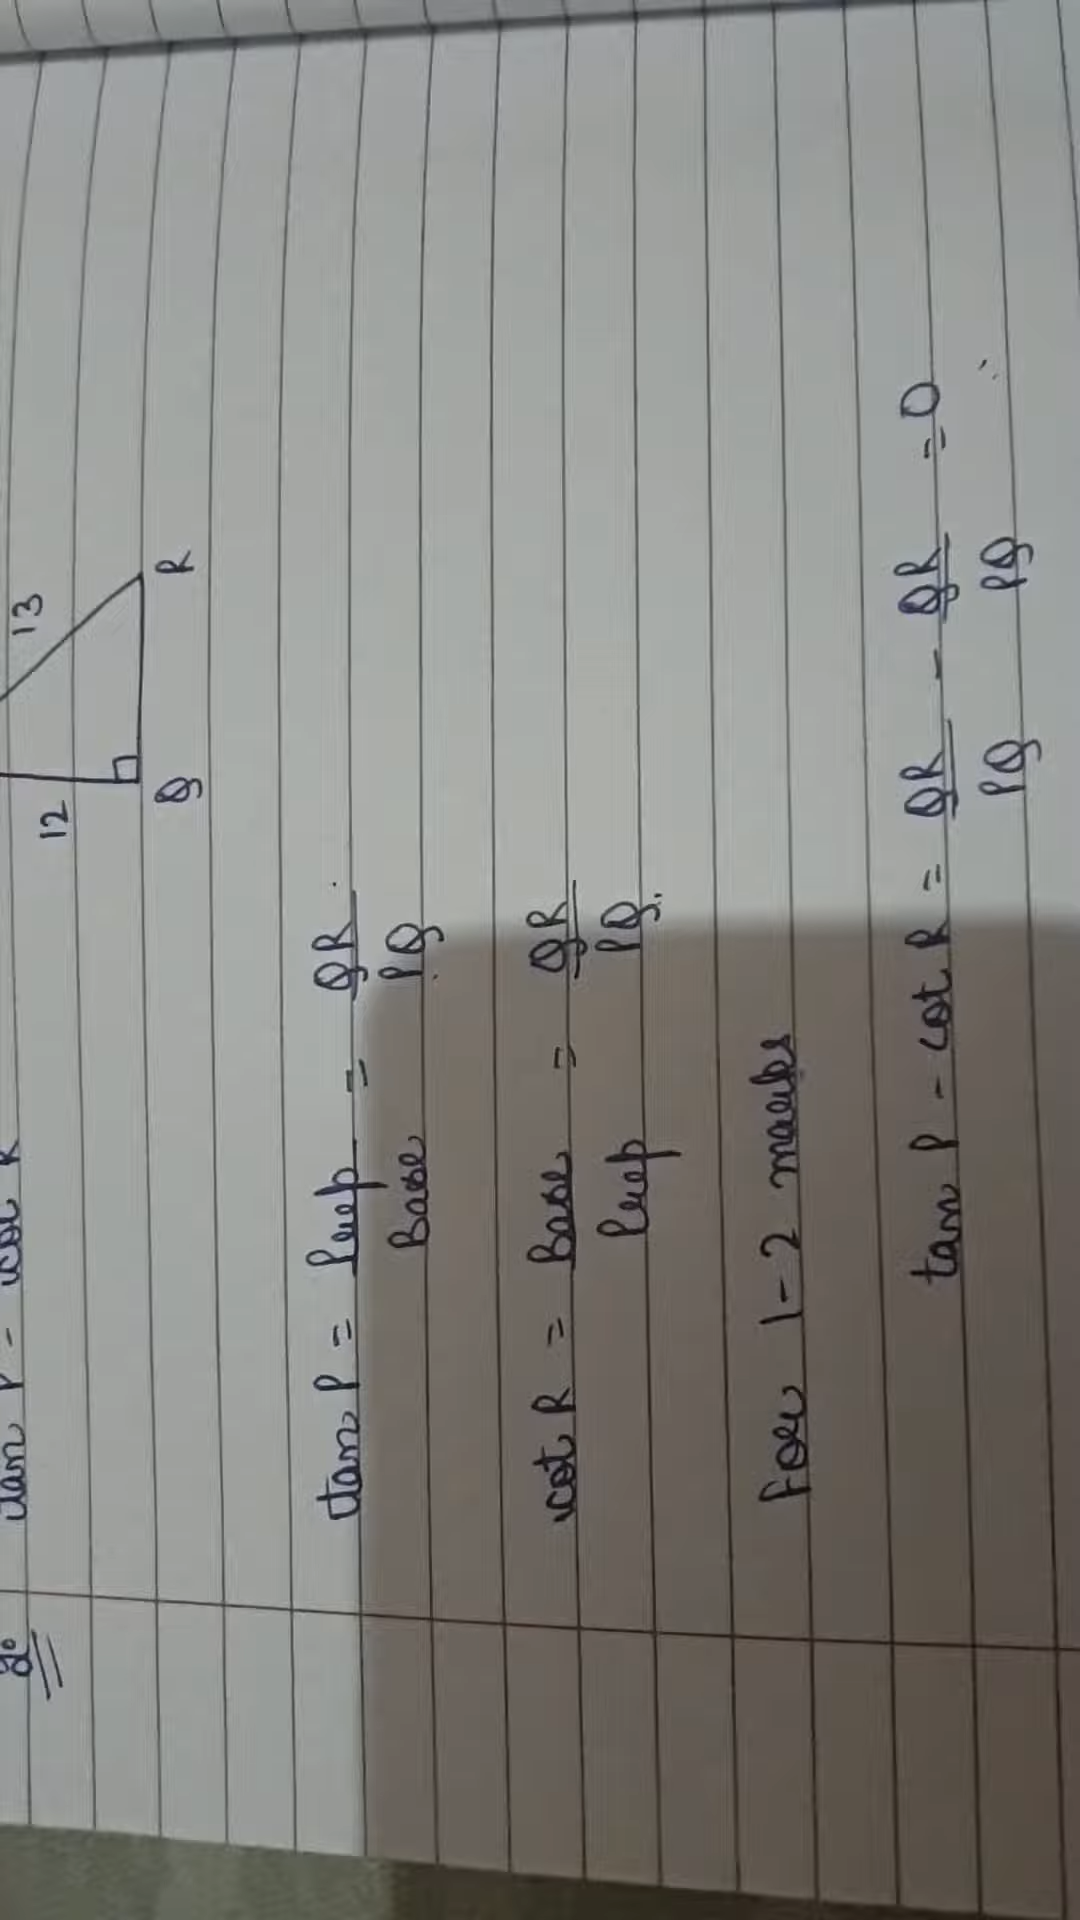 2. tan P - cot R
12
13
Q R
tan P = Perp = QR
Base PQ
cot R = Base = QR
Perp PQ
For 1-2 marks
tan P - cot R = QR - QR = 0
PQ PQ